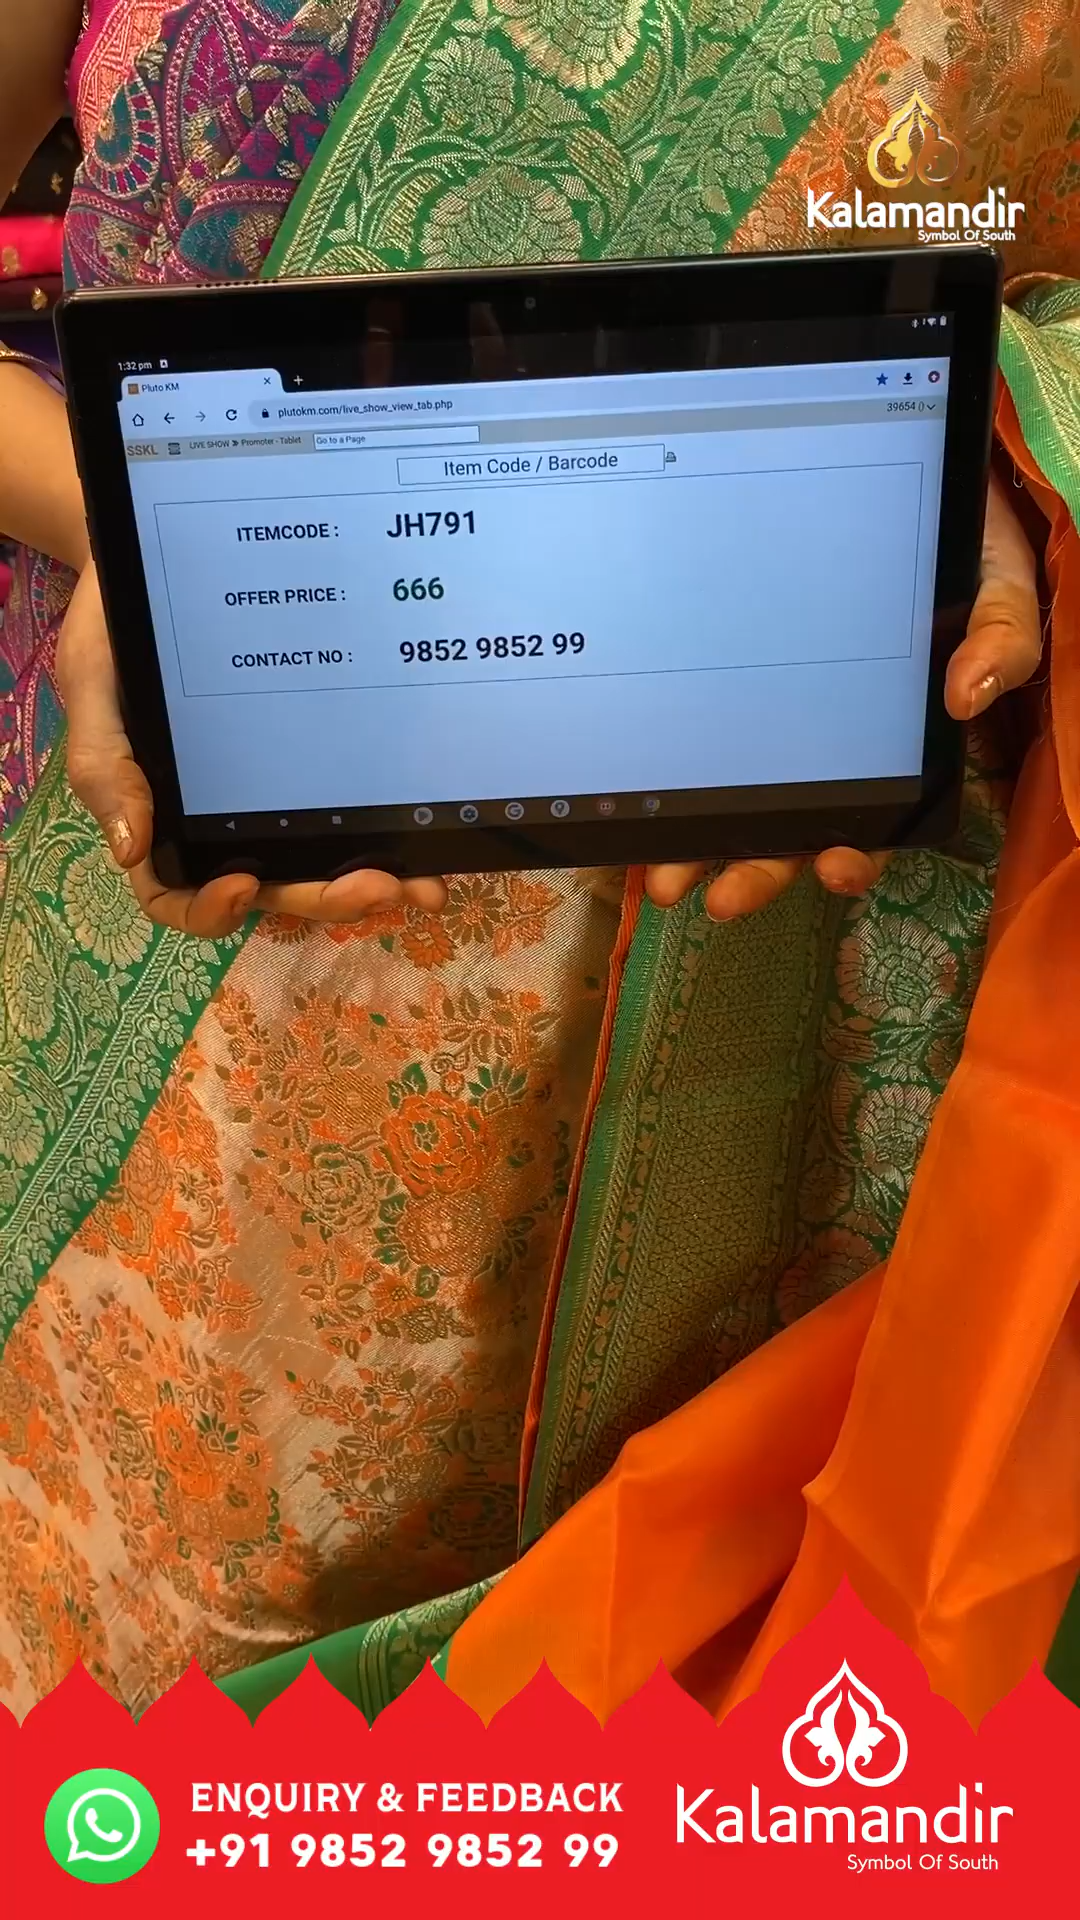 Kalamandir
Symbol Of South
1:32 pm
Pluto KM
plutokm.com/live_show_view_tab.php
39654 ()
SSKL
LIVE SHOW » Promoter - Tablet
Go to a Page
Item Code / Barcode
ITEMCODE : JH791
OFFER PRICE : 666
CONTACT NO : 9852 9852 99
ENQUIRY & FEEDBACK
+91 9852 9852 99
Kalamandir
Symbol Of South